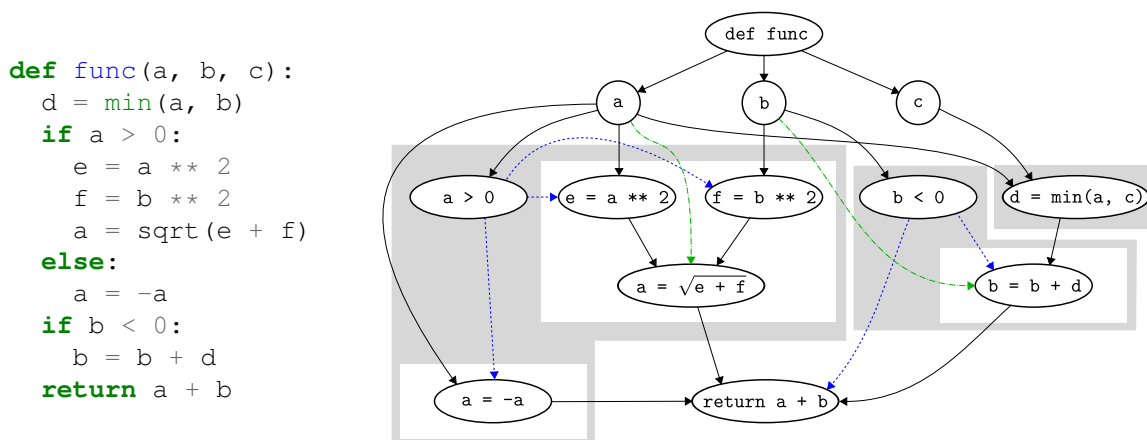 def func(a, b, c):
d = min(a, b)
if a > 0:
e = a ** 2
f = b ** 2
a = sqrt(e + f)
else:
a = -a
if b < 0:
b = b + d
return a + b
def func
a
b
c
a > 0
e = a ** 2
f = b ** 2
b < 0
d = min(a, c)
a = √e + f
b = b + d
a = -a
return a + b